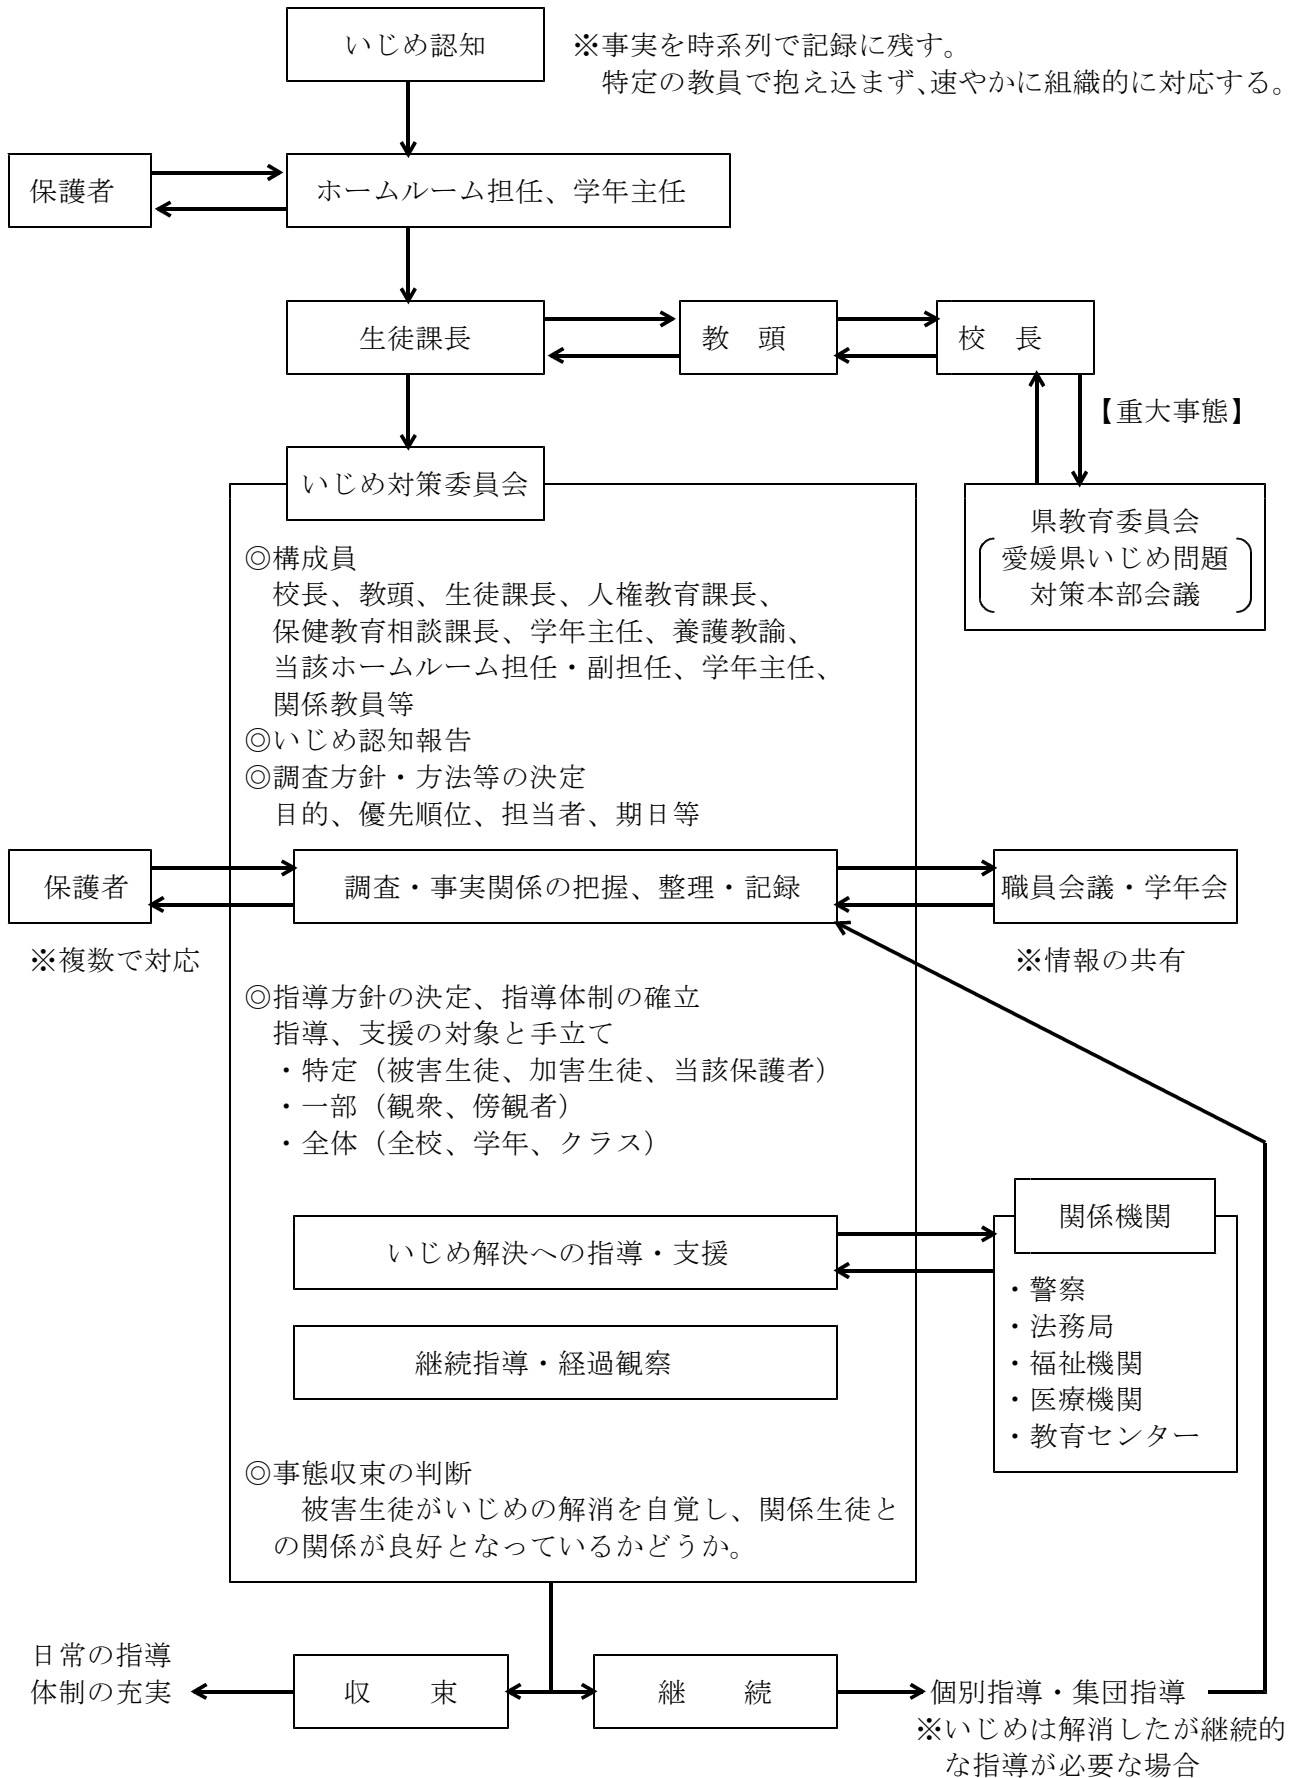 いじめ認知
※事実を時系列で記録に残す。
特定の教員で抱え込まず、速やかに組織的に対応する。
保護者
ホームルーム担任、学年主任
生徒課長
教　頭
校　長
【重大事態】
いじめ対策委員会
県教育委員会
愛媛県いじめ問題
対策本部会議
◎構成員
校長、教頭、生徒課長、人権教育課長、
保健教育相談課長、学年主任、養護教諭、
当該ホームルーム担任・副担任、学年主任、
関係教員等
◎いじめ認知報告
◎調査方針・方法等の決定
目的、優先順位、担当者、期日等
保護者
調査・事実関係の把握、整理・記録
職員会議・学年会
※複数で対応
※情報の共有
◎指導方針の決定、指導体制の確立
指導、支援の対象と手立て
・特定（被害生徒、加害生徒、当該保護者）
・一部（観衆、傍観者）
・全体（全校、学年、クラス）
いじめ解決への指導・支援
関係機関
・警察
・法務局
・福祉機関
・医療機関
・教育センター
継続指導・経過観察
◎事態収束の判断
被害生徒がいじめの解消を自覚し、関係生徒と
の関係が良好となっているかどうか。
日常の指導
体制の充実
収　　束
継　　続
個別指導・集団指導
※いじめは解消したが継続的
な指導が必要な場合